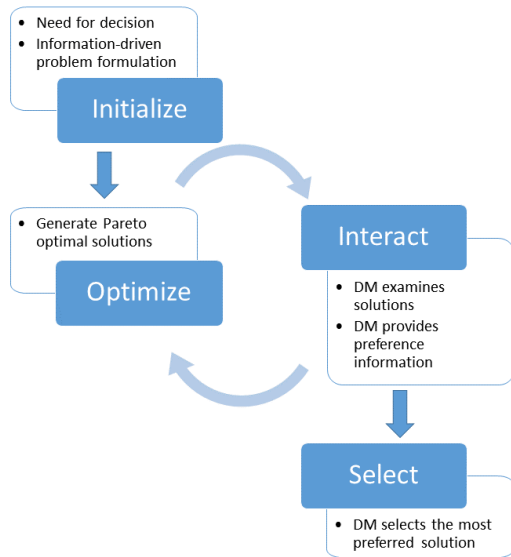 • Need for decision
• Information-driven
problem formulation
Initialize
• Generate Pareto
optimal solutions
Optimize
Interact
• DM examines
solutions
• DM provides
preference
information
Select
• DM selects the most
preferred solution